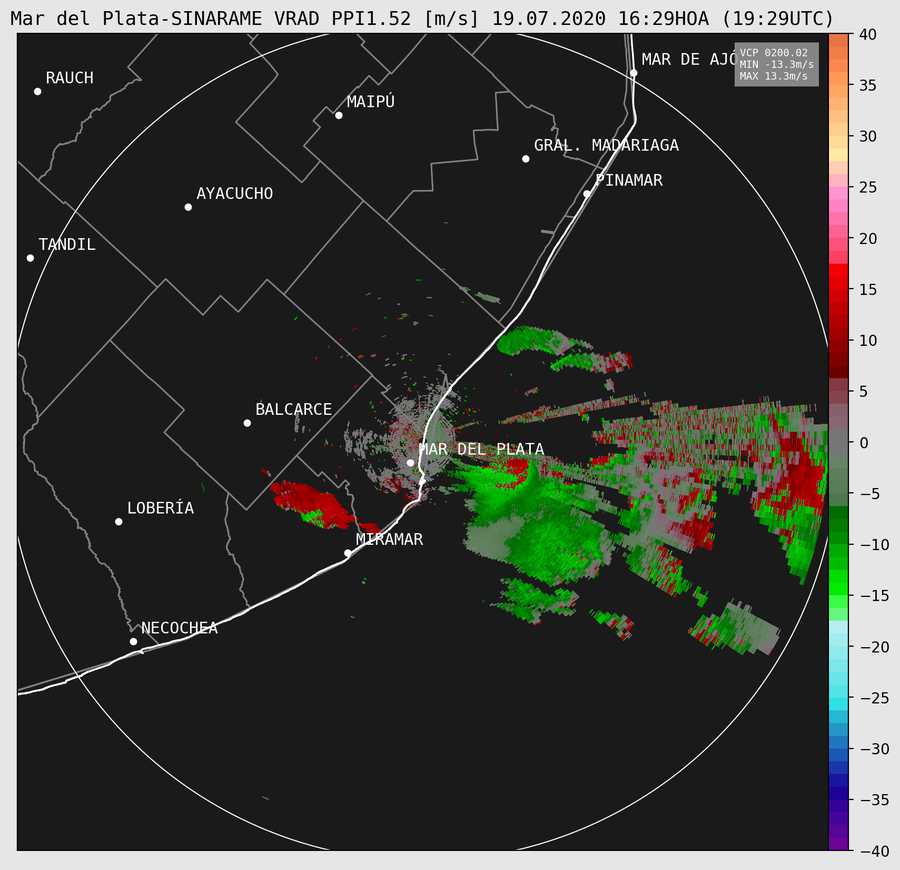 Mar del Plata-SINARAME VRAD PPI1.52 [m/s] 19.07.2020 16:29HOA (19:29UTC)
VCP 0200.02
MIN -13.3m/s
MAX 13.3m/s
MAR DE AJÓ
RAUCH
MAIPÚ
GRAL. MADARIAGA
PINAMAR
AYACUCHO
TANDIL
BALCARCE
MAR DEL PLATA
LOBERÍA
MIRAMAR
NECOCHEA
40
35
30
25
20
15
10
5
0
−5
−10
−15
−20
−25
−30
−35
−40